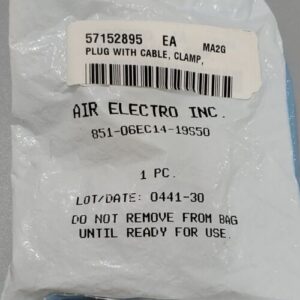 57152895 EA MA2G
PLUG WITH CABLE, CLAMP,
AIR ELECTRO INC.
851-06EC14-19S50
1 PC.
LOT/DATE: 0441-30
DO NOT REMOVE FROM BAG
UNTIL READY FOR USE.